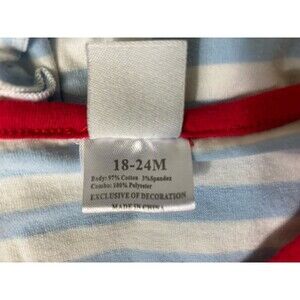 18-24M
Body: 97% Cotton 3%Spandex
Combo: 100% Polyester
EXCLUSIVE OF DECORATION
MADE IN CHINA